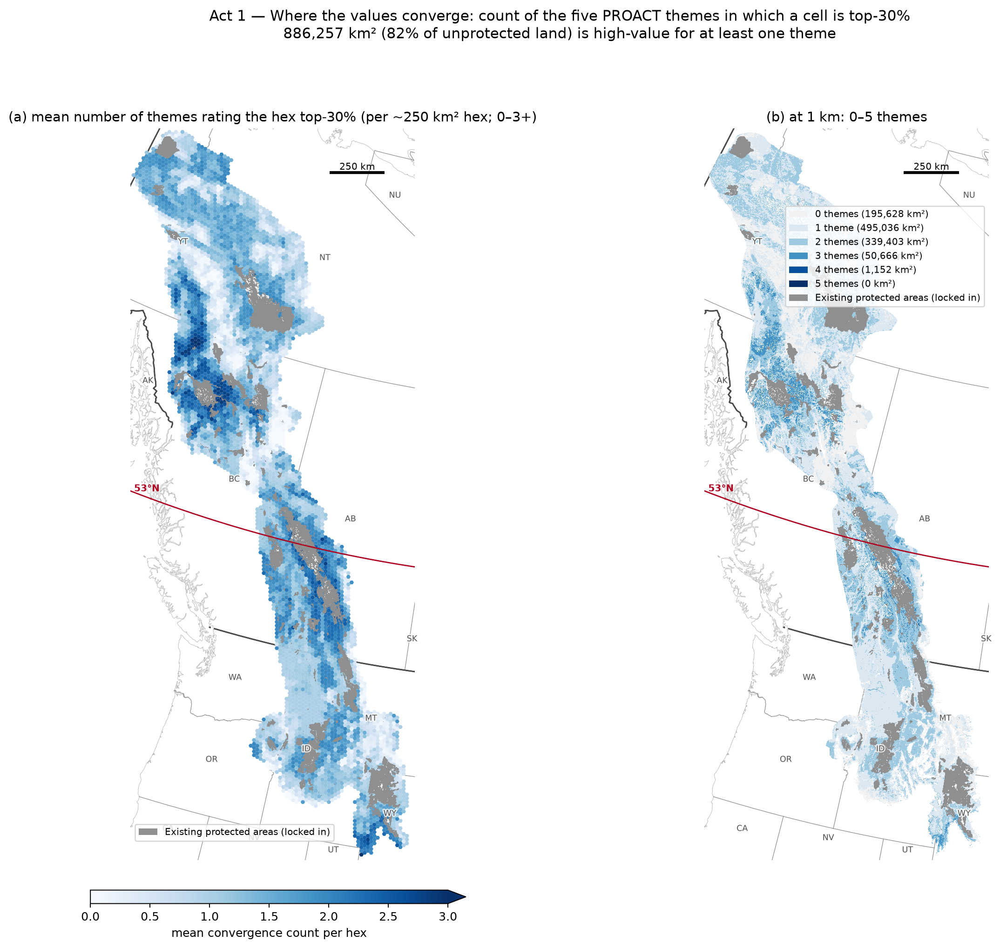 Act 1 — Where the values converge: count of the five PROACT themes in which a cell is top-30%
886,257 km² (82% of unprotected land) is high-value for at least one theme
(a) mean number of themes rating the hex top-30% (per ~250 km² hex; 0–3+)
250 km
NU
YT
NT
AK
BC
53°N
AB
SK
WA
MT
ID
OR
WY
CA
NV
UT
Existing protected areas (locked in)
0.0 0.5 1.0 1.5 2.0 2.5 3.0
mean convergence count per hex
(b) at 1 km: 0–5 themes
250 km
NU
0 themes (195,628 km²)
1 theme (495,036 km²)
2 themes (339,403 km²)
3 themes (50,666 km²)
4 themes (1,152 km²)
5 themes (0 km²)
Existing protected areas (locked in)
YT
AK
BC
53°N
AB
SK
WA
MT
ID
OR
WY
CA
NV
UT